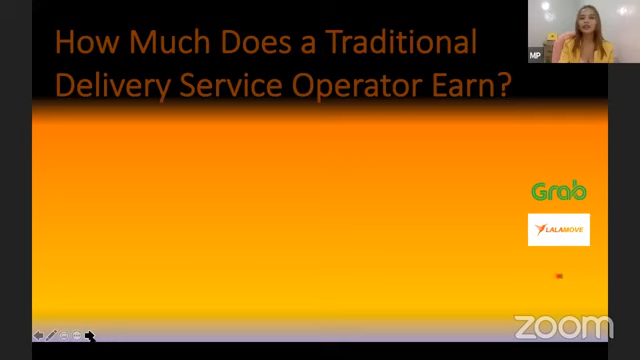 How Much Does a Traditional
Delivery Service Operator Earn?
MP
Grab
LALAMOVE
zoom